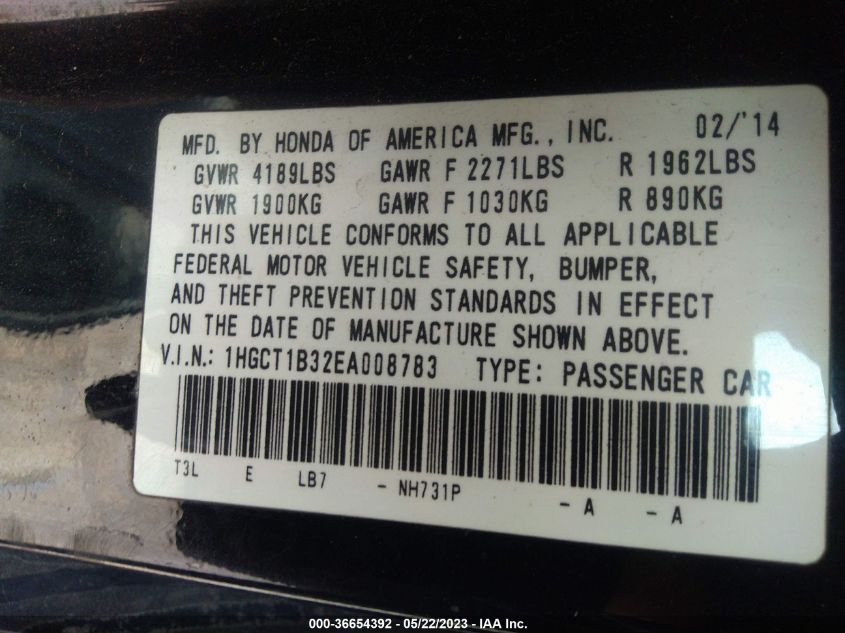 MFD. BY HONDA OF AMERICA MFG., INC. 02/'14
GVWR 4189LBS GAWR F 2271LBS R 1962LBS
GVWR 1900KG GAWR F 1030KG R 890KG
THIS VEHICLE CONFORMS TO ALL APPLICABLE
FEDERAL MOTOR VEHICLE SAFETY, BUMPER,
AND THEFT PREVENTION STANDARDS IN EFFECT
ON THE DATE OF MANUFACTURE SHOWN ABOVE.
V.I.N.: 1HGCT1B32EA008783 TYPE: PASSENGER CAR
T3L E LB7 - NH731P - A - A
000-36654392 - 05/22/2023 - IAA Inc.